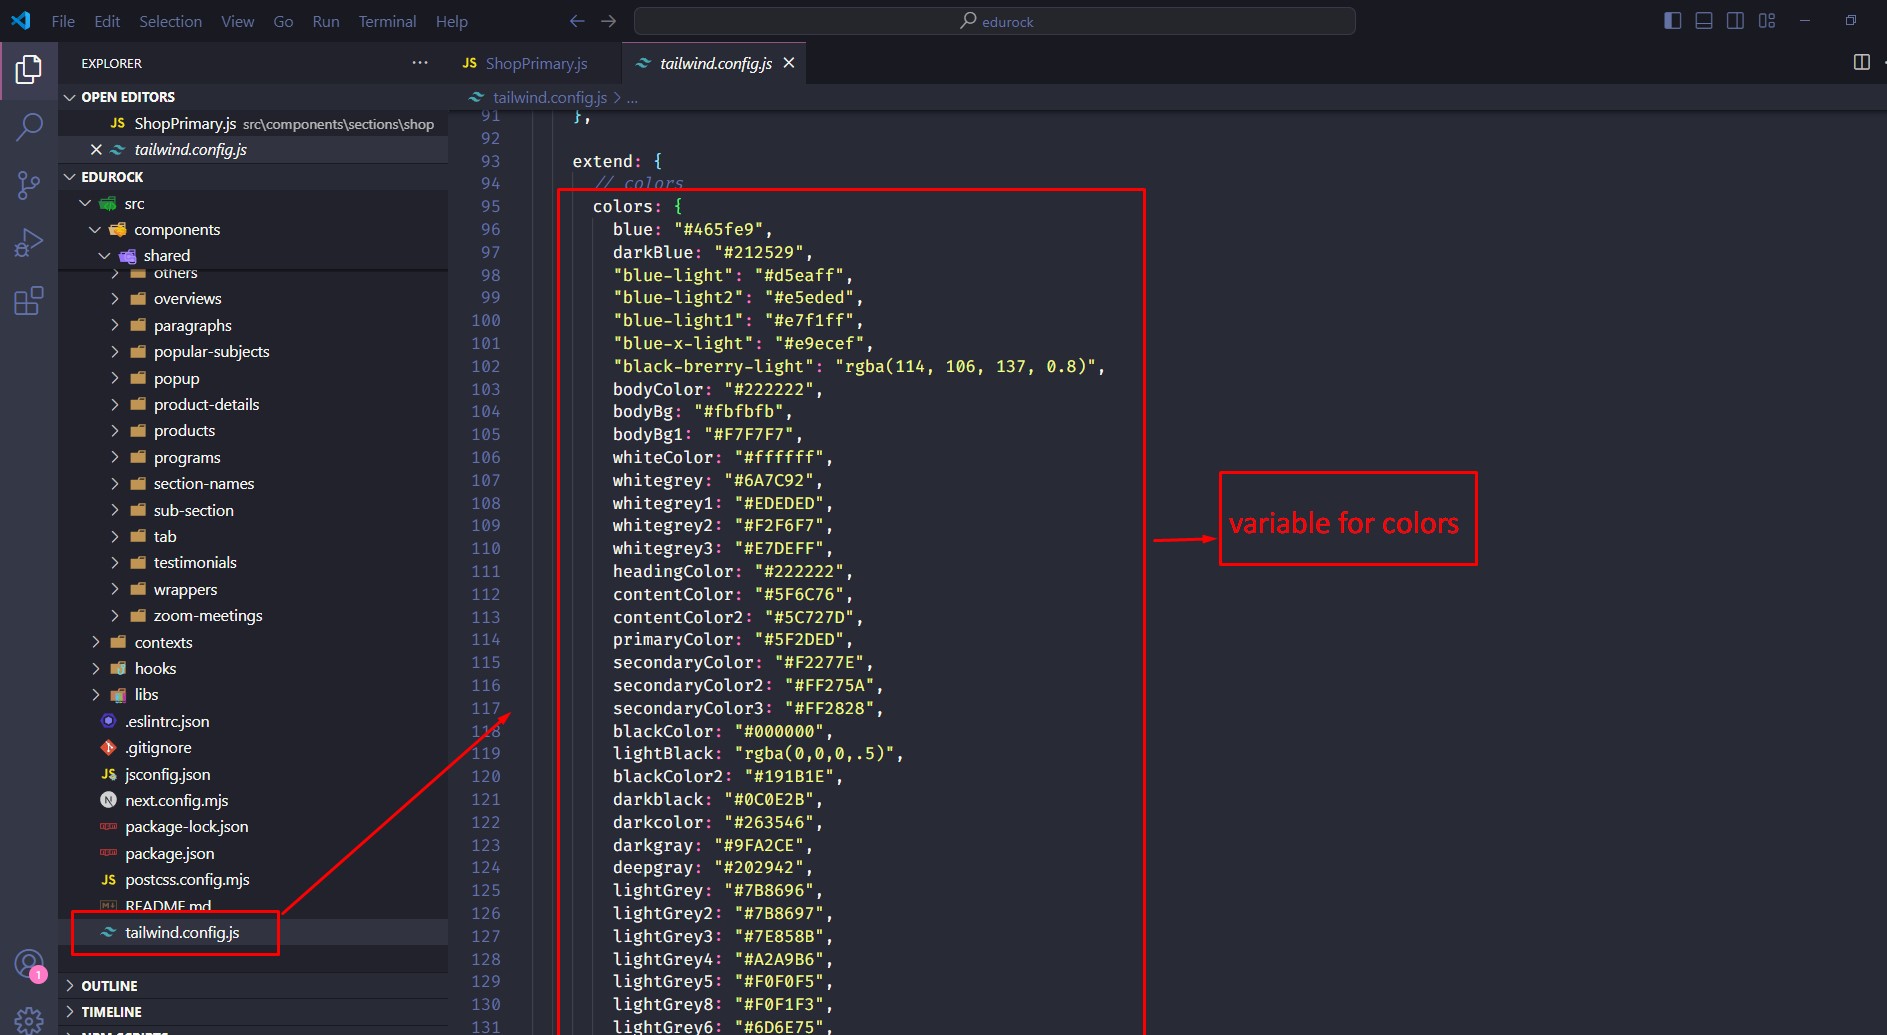 File Edit Selection View Go Run Terminal Help
edurock
EXPLORER
OPEN EDITORS
JS ShopPrimary.js src\components\sections\shop
tailwind.config.js
EDUROCK
src
components
shared
others
overviews
paragraphs
popular-subjects
popup
product-details
products
programs
section-names
sub-section
tab
testimonials
wrappers
zoom-meetings
contexts
hooks
libs
.eslintrc.json
.gitignore
JS jsconfig.json
N next.config.mjs
package-lock.json
package.json
JS postcss.config.mjs
README.md
tailwind.config.js
OUTLINE
TIMELINE
NPM SCRIPTS
1
JS ShopPrimary.js
tailwind.config.js
tailwind.config.js > ...
91 },
92
93 extend: {
94 // colors
95 colors: {
96 blue: "#465fe9",
97 darkBlue: "#212529",
98 "blue-light": "#d5eaff",
99 "blue-light2": "#e5eded",
100 "blue-light1": "#e7f1ff",
101 "blue-x-light": "#e9ecef",
102 "black-brerry-light": "rgba(114, 106, 137, 0.8)",
103 bodyColor: "#222222",
104 bodyBg: "#fbfbfb",
105 bodyBg1: "#F7F7F7",
106 whiteColor: "#ffffff",
107 whitegrey: "#6A7C92",
108 whitegrey1: "#EDEDED",
109 whitegrey2: "#F2F6F7",
110 whitegrey3: "#E7DEFF",
111 headingColor: "#222222",
112 contentColor: "#5F6C76",
113 contentColor2: "#5C727D",
114 primaryColor: "#5F2DED",
115 secondaryColor: "#F2277E",
116 secondaryColor2: "#FF275A",
117 secondaryColor3: "#FF2828",
118 blackColor: "#000000",
119 lightBlack: "rgba(0,0,0,.5)",
120 blackColor2: "#191B1E",
121 darkblack: "#0C0E2B",
122 darkcolor: "#263546",
123 darkgray: "#9FA2CE",
124 deepgray: "#202942",
125 lightGrey: "#7B8696",
126 lightGrey2: "#7B8697",
127 lightGrey3: "#7E858B",
128 lightGrey4: "#A2A9B6",
129 lightGrey5: "#F0F0F5",
130 lightGrey8: "#F0F1F3",
131 lightGrey6: "#6D6E75",
variable for colors